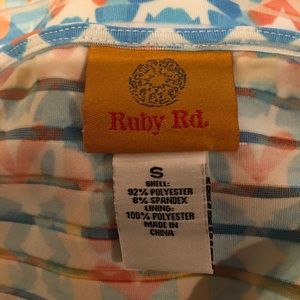 Ruby Rd.
S
SHELL:
92% POLYESTER
8% SPANDEX
LINING:
100% POLYESTER
MADE IN
CHINA